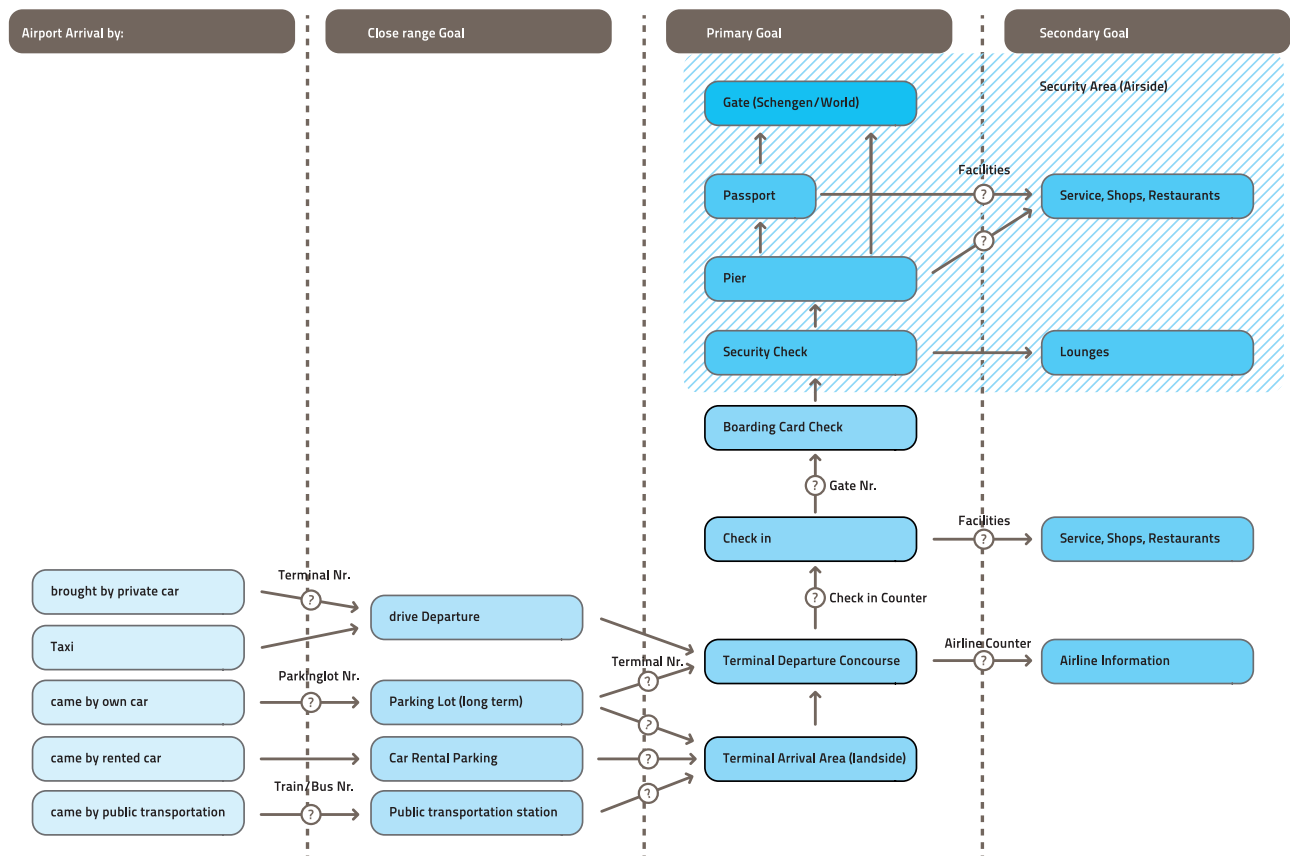 Airport Arrival by:
Close range Goal
Primary Goal
Secondary Goal
Security Area (Airside)
Gate (Schengen/World)
Facilities
Passport
?
Service, Shops, Restaurants
?
Pier
Security Check
Lounges
Boarding Card Check
? Gate Nr.
Facilities
Check in
?
Service, Shops, Restaurants
Terminal Nr.
brought by private car
?
? Check in Counter
drive Departure
Taxi
Airline Counter
Terminal Nr.
Terminal Departure Concourse
?
Airline Information
Parkinglot Nr.
?
came by own car
?
Parking Lot (long term)
?
came by rented car
Car Rental Parking
?
Terminal Arrival Area (landside)
Train/Bus Nr.
?
came by public transportation
?
Public transportation station